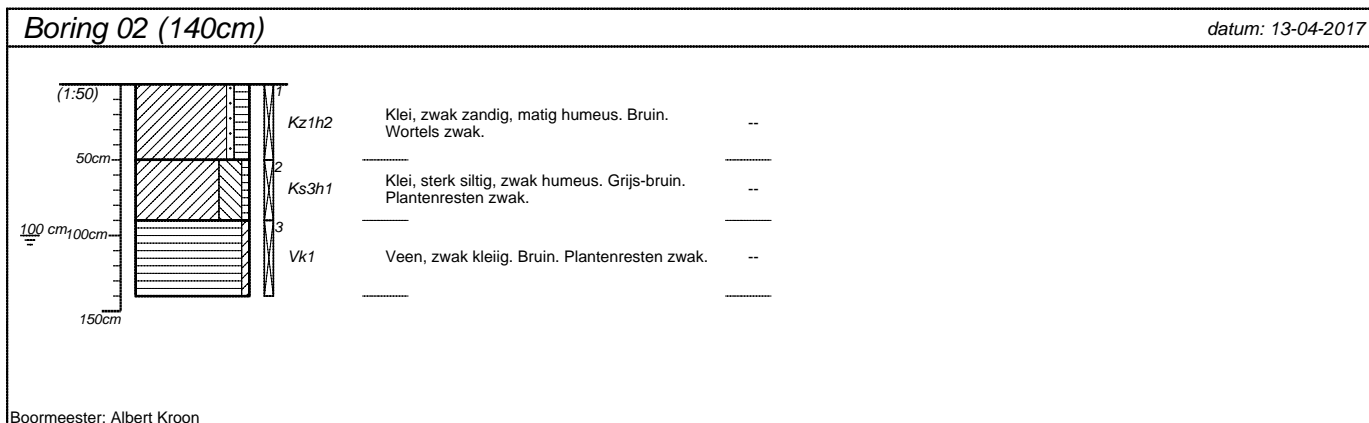 Boring 02 (140cm)
datum: 13-04-2017
(1:50)
1
Kz1h2
Klei, zwak zandig, matig humeus. Bruin.
Wortels zwak.
--
50cm
2
Ks3h1
Klei, sterk siltig, zwak humeus. Grijs-bruin.
Plantenresten zwak.
--
100 cm
100cm
3
Vk1
Veen, zwak kleiig. Bruin. Plantenresten zwak.
--
150cm
Boormeester: Albert Kroon